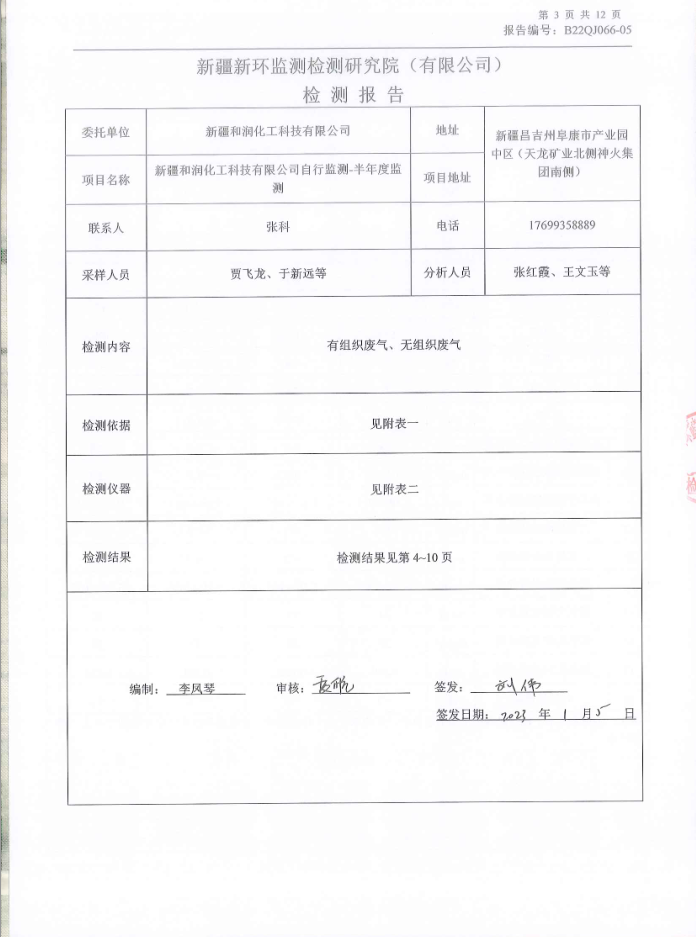 第 3 页 共 12 页
报告编号：B22QJ066-05
新疆新环监测检测研究院（有限公司）
检 测 报 告
委托单位
新疆和润化工科技有限公司
地址
新疆昌吉州阜康市产业园
中区（天龙矿业北侧神火集
团南侧）
项目名称
新疆和润化工科技有限公司自行监测-半年度监
测
项目地址
联系人
张科
电话
17699358889
采样人员
贾飞龙、于新远等
分析人员
张红霞、王文玉等
检测内容
有组织废气、无组织废气
检测依据
见附表一
检测仪器
见附表二
检测结果
检测结果见第 4~10 页
编制： 李凤琴 审核： 签发： 刘伟
签发日期： 2023 年 1 月 5 日